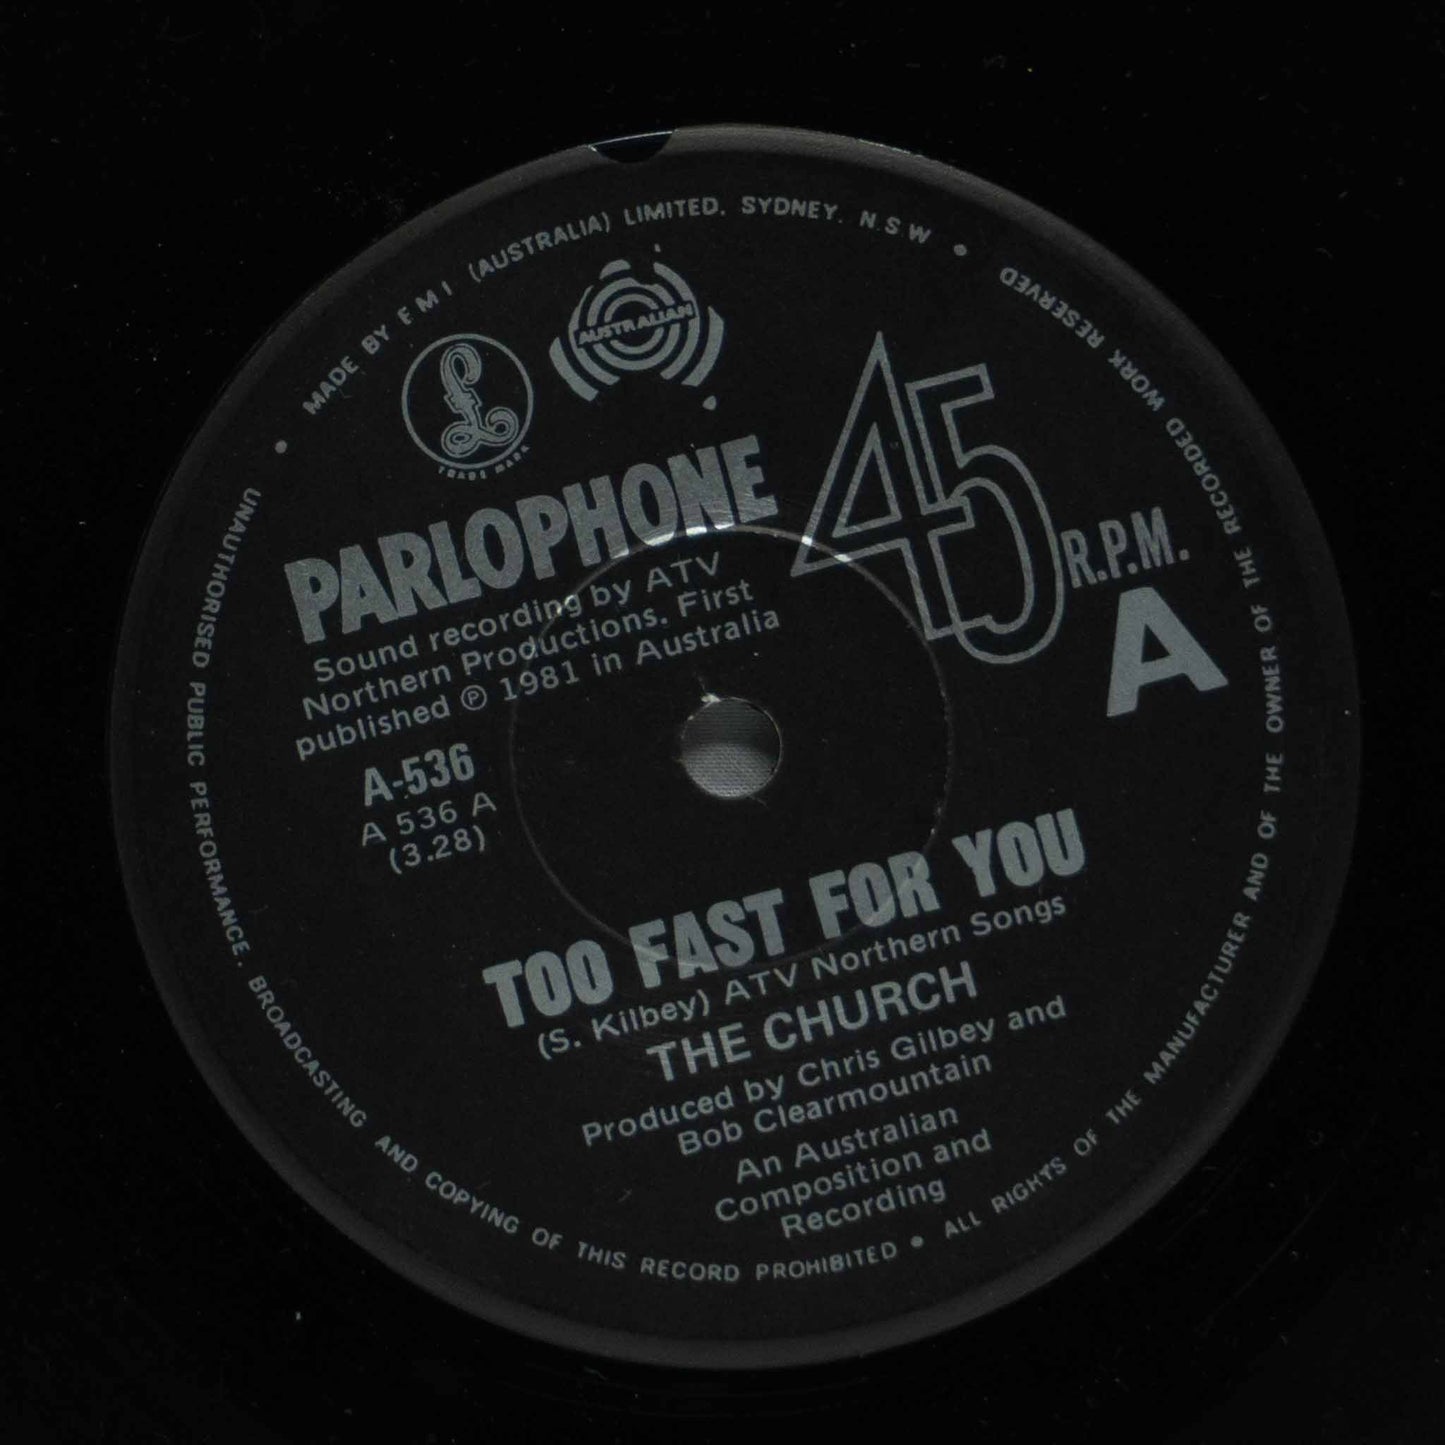 MADE BY EMI (AUSTRALIA) LIMITED. SYDNEY. N.S.W
AUSTRALIAN
£
TRADE MARK
PARLOPHONE
45
R.P.M.
A
Sound recording by ATV
Northern Productions. First
published ℗ 1981 in Australia
A-536
A 536 A
(3.28)
TOO FAST FOR YOU
(S. Kilbey) ATV Northern Songs
THE CHURCH
Produced by Chris Gilbey and
Bob Clearmountain
An Australian
Composition and
Recording
UNAUTHORISED PUBLIC PERFORMANCE. BROADCASTING AND COPYING OF THIS RECORD PROHIBITED • ALL RIGHTS OF THE MANUFACTURER AND OF THE OWNER OF THE RECORDED WORK RESERVED